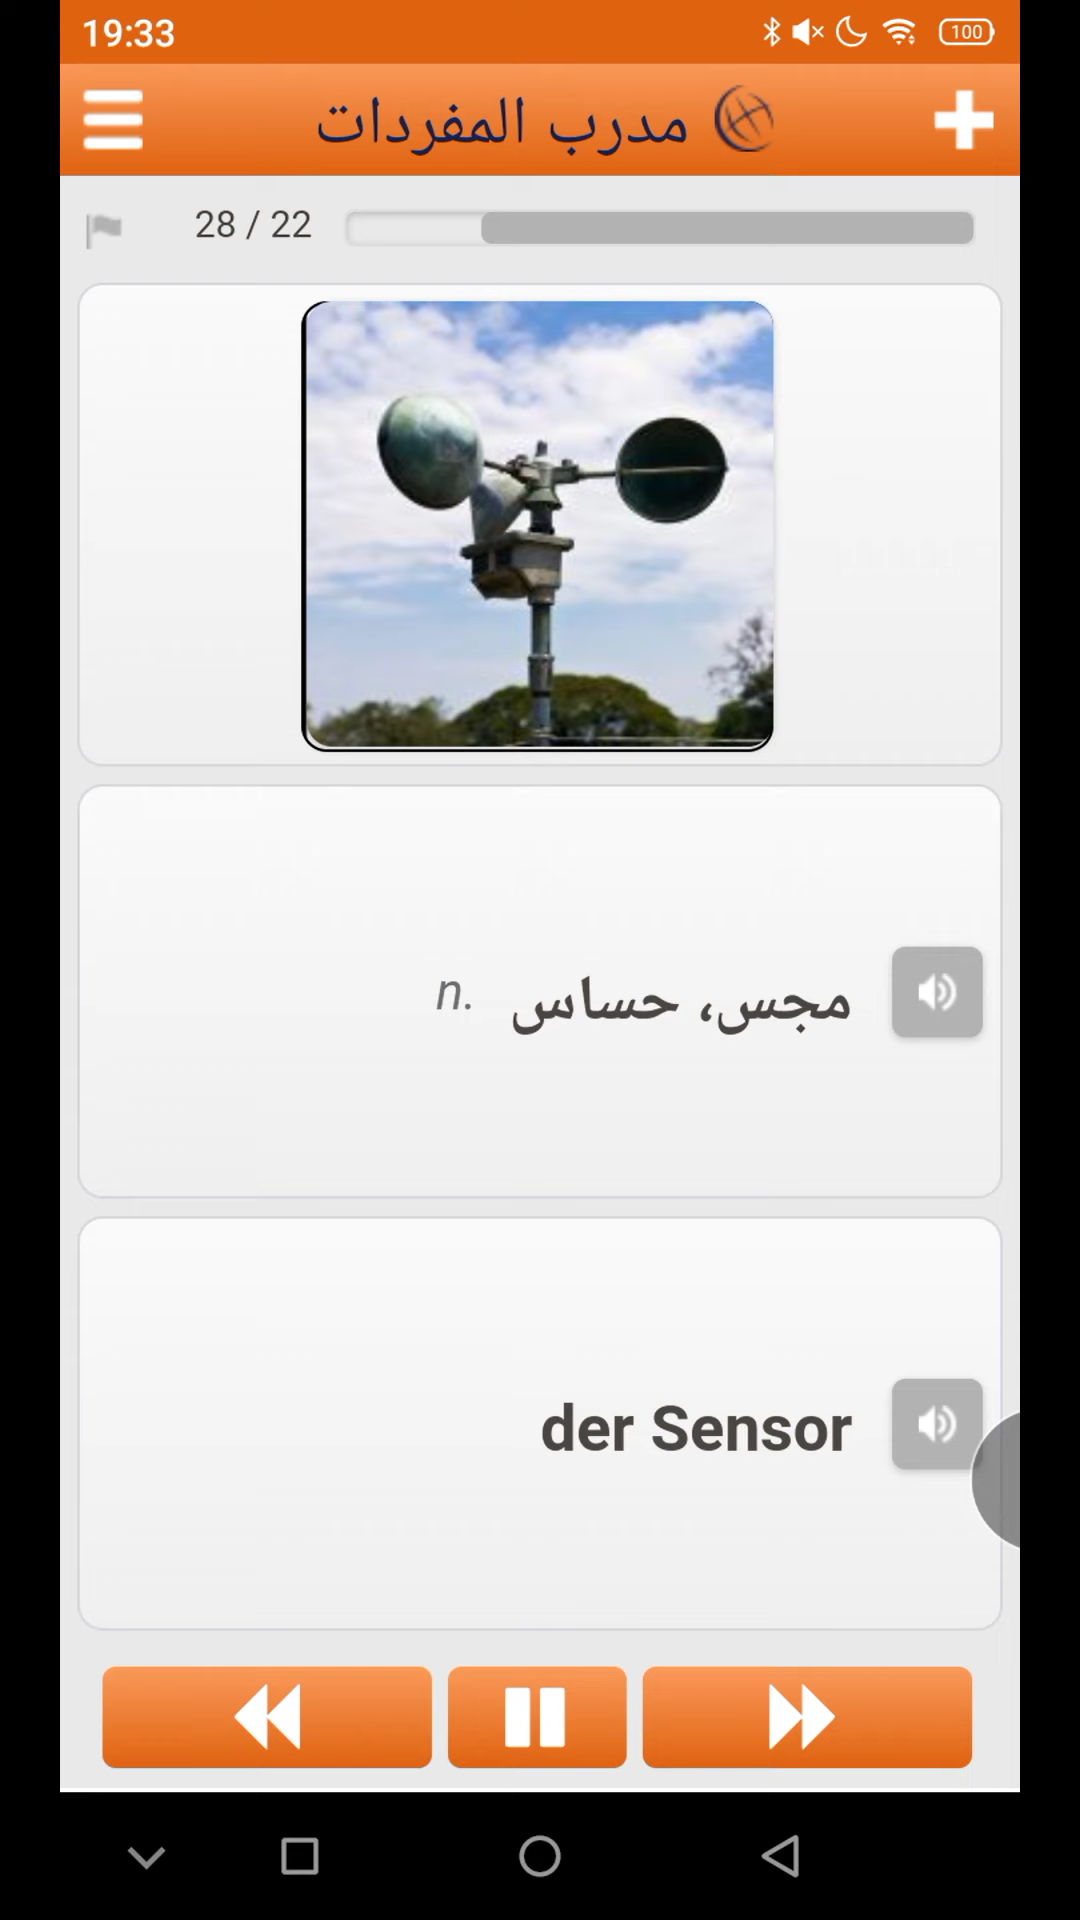 19:33
100
مدرب المفردات
28 / 22
مجس، حساس n.
der Sensor